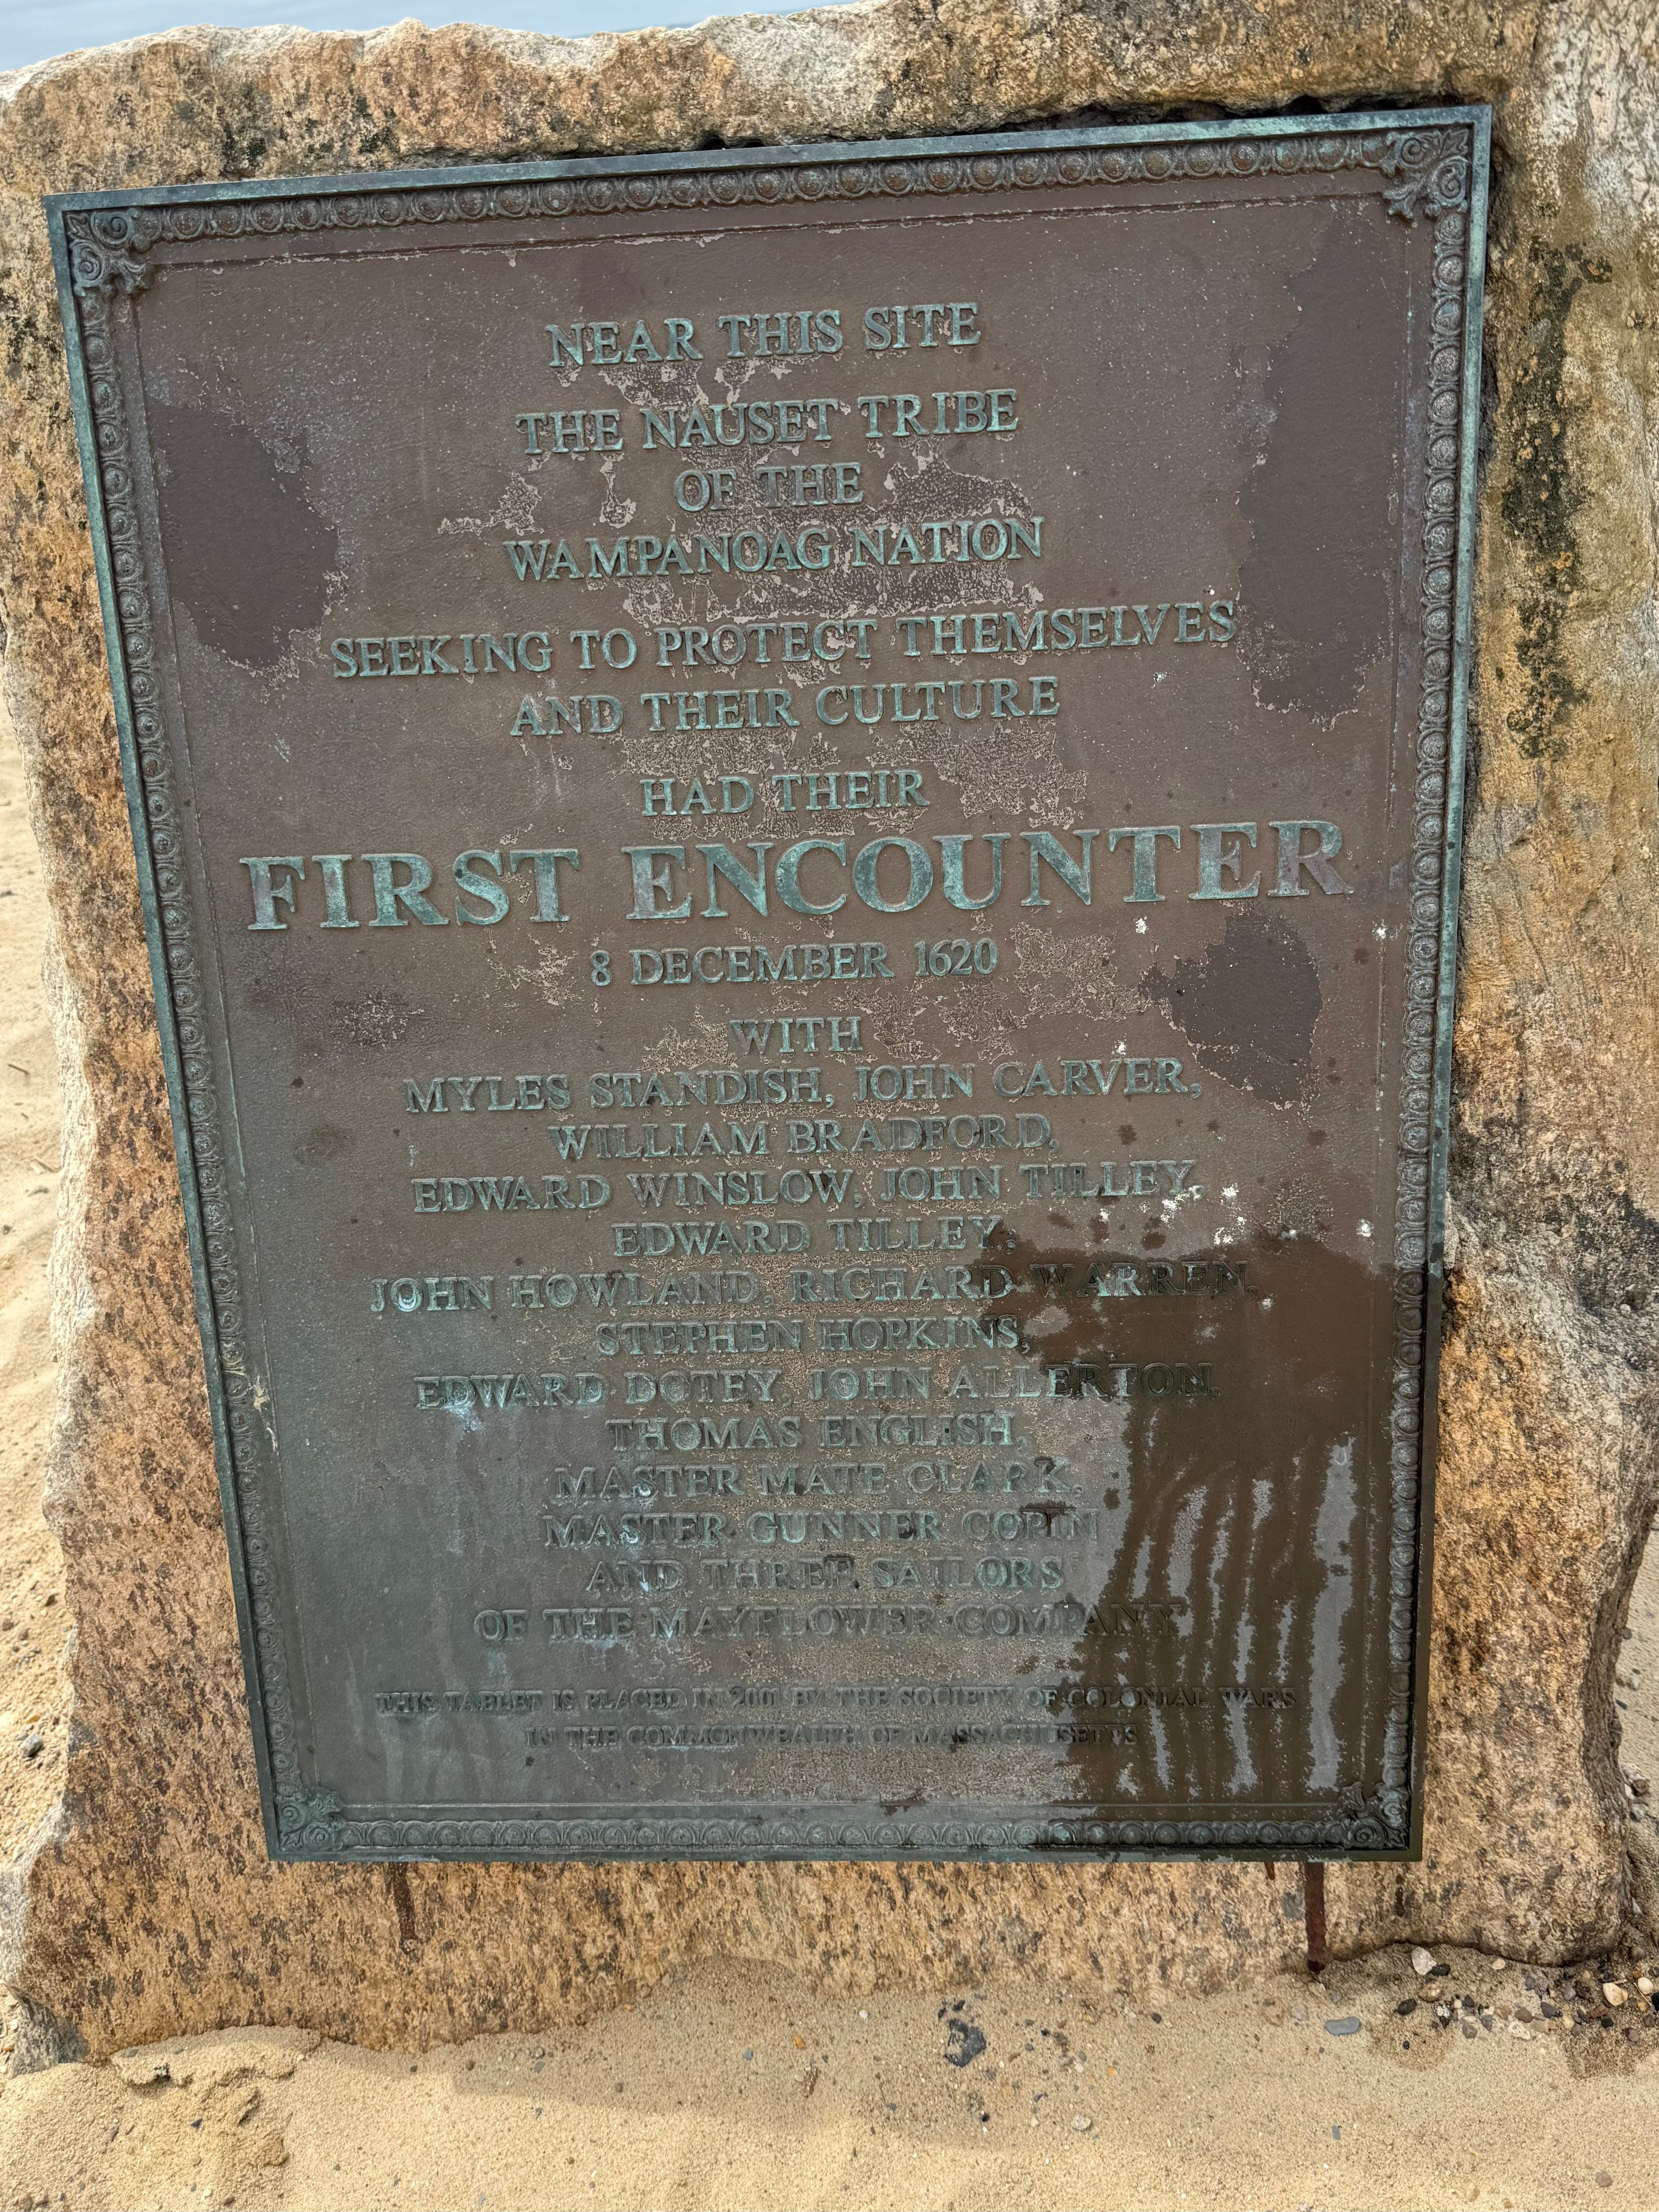 NEAR THIS SITE
THE NAUSET TRIBE
OF THE
WAMPANOAG NATION
SEEKING TO PROTECT THEMSELVES
AND THEIR CULTURE
HAD THEIR
FIRST ENCOUNTER
8 DECEMBER 1620
WITH
MYLES STANDISH, JOHN CARVER,
WILLIAM BRADFORD,
EDWARD WINSLOW, JOHN TILLEY,
EDWARD TILLEY,
JOHN HOWLAND, RICHARD WARREN,
STEPHEN HOPKINS,
EDWARD DOTEY, JOHN ALLERTON,
THOMAS ENGLISH,
MASTER MATE CLARK,
MASTER GUNNER COPIN
AND THREE SAILORS
OF THE MAYFLOWER COMPANY
THIS TABLET IS PLACED IN 2001 BY THE SOCIETY OF COLONIAL WARS
IN THE COMMONWEALTH OF MASSACHUSETTS